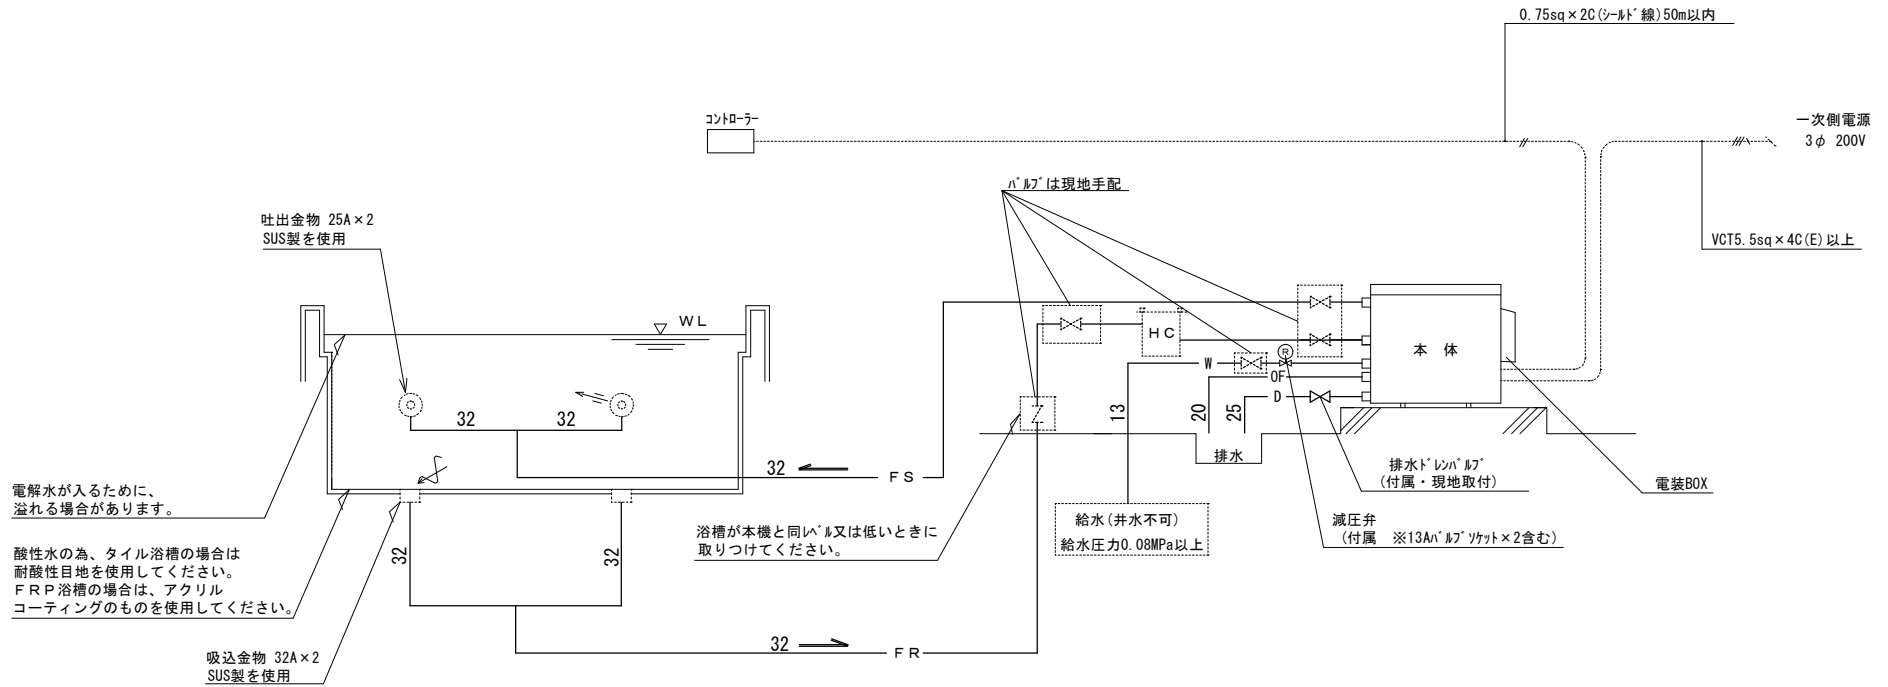 0.75sq×2C(ｼｰﾙﾄﾞ線)50m以内
ｺﾝﾄﾛｰﾗｰ
一次側電源
3φ 200V
ﾊﾞﾙﾌﾞは現地手配
吐出金物 25A×2
SUS製を使用
VCT5.5sq×4C(E)以上
WL
HC
本 体
R
W
OF
D
32
32
13
20
25
排水
32
FS
排水ﾄﾞﾚﾝﾊﾞﾙﾌﾞ
(付属・現地取付)
電装BOX
電解水が入るために、
溢れる場合があります。
給水(井水不可)
給水圧力0.08MPa以上
減圧弁
(付属 ※13Aﾊﾞﾙﾌﾞｿｹｯﾄ×2含む)
浴槽が本機と同ﾚﾍﾞﾙ又は低いときに
取りつけてください。
32
32
酸性水の為、タイル浴槽の場合は
耐酸性目地を使用してください。
ＦＲＰ浴槽の場合は、アクリル
コーティングのものを使用してください。
32
FR
吸込金物 32A×2
SUS製を使用